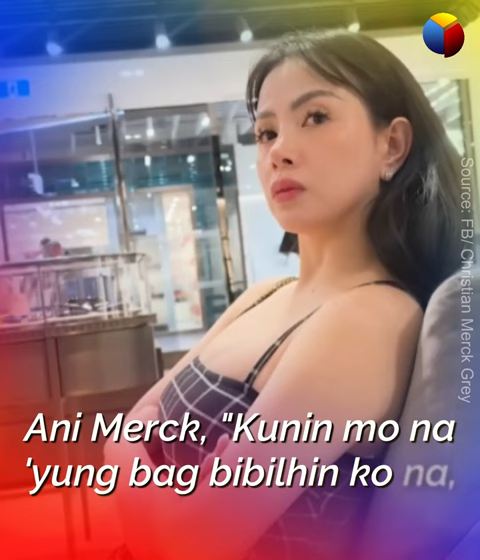 Source: FB/ Christian Merck Grey
Ani Merck, "Kunin mo na
'yung bag bibilhin ko na,